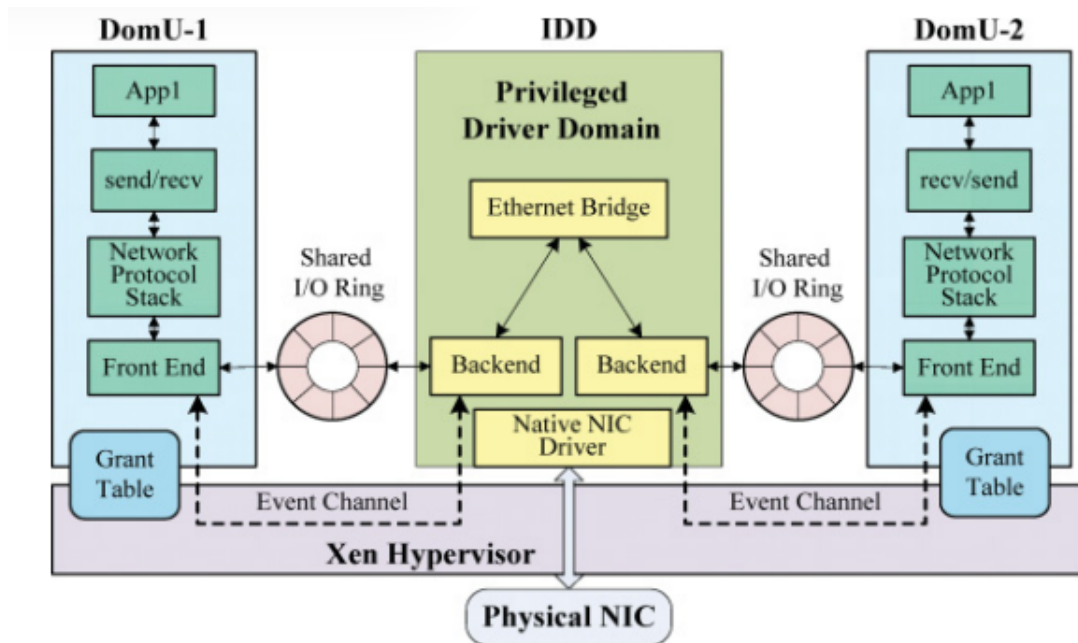 DomU-1
IDD
DomU-2
App1
send/recv
Network
Protocol
Stack
Front End
Grant
Table
Shared
I/O Ring
Privileged
Driver Domain
Ethernet Bridge
Backend
Backend
Native NIC
Driver
Shared
I/O Ring
App1
recv/send
Network
Protocol
Stack
Front End
Grant
Table
Event Channel
Event Channel
Xen Hypervisor
Physical NIC